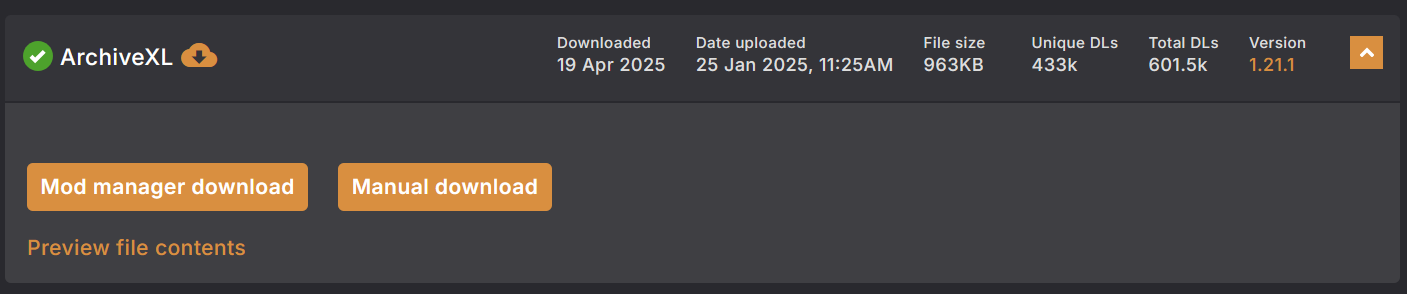 ArchiveXL
Downloaded
19 Apr 2025
Date uploaded
25 Jan 2025, 11:25AM
File size
963KB
Unique DLs
433k
Total DLs
601.5k
Version
1.21.1
Mod manager download
Manual download
Preview file contents